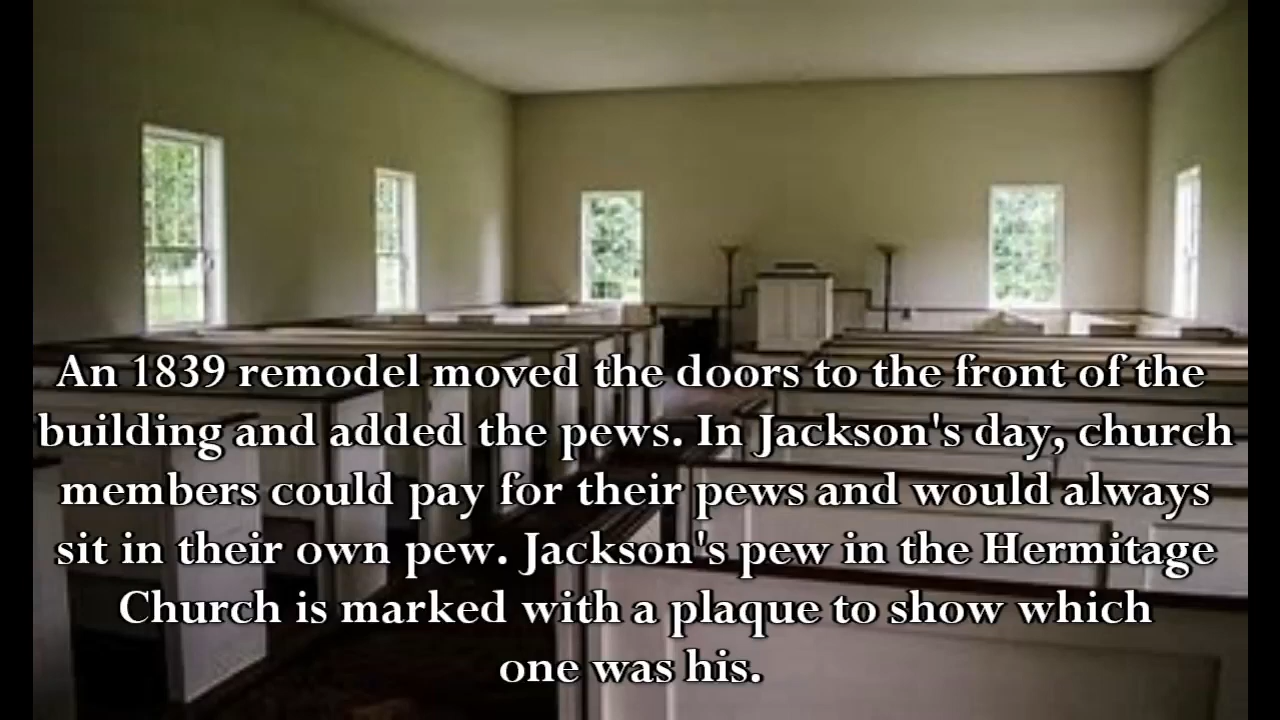 An 1839 remodel moved the doors to the front of the
building and added the pews. In Jackson's day, church
members could pay for their pews and would always
sit in their own pew. Jackson's pew in the Hermitage
Church is marked with a plaque to show which
one was his.